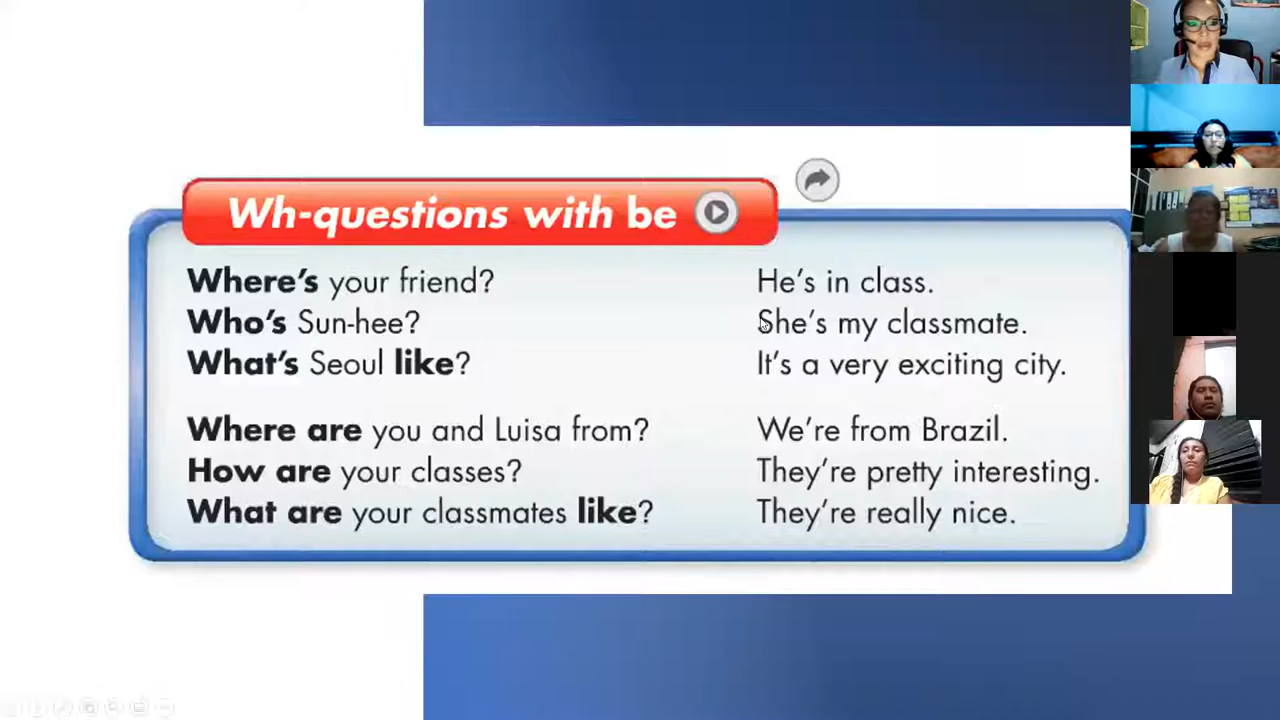 Wh-questions with be
Where's your friend? He's in class.
Who's Sun-hee? She's my classmate.
What's Seoul like? It's a very exciting city.
Where are you and Luisa from? We're from Brazil.
How are your classes? They're pretty interesting.
What are your classmates like? They're really nice.